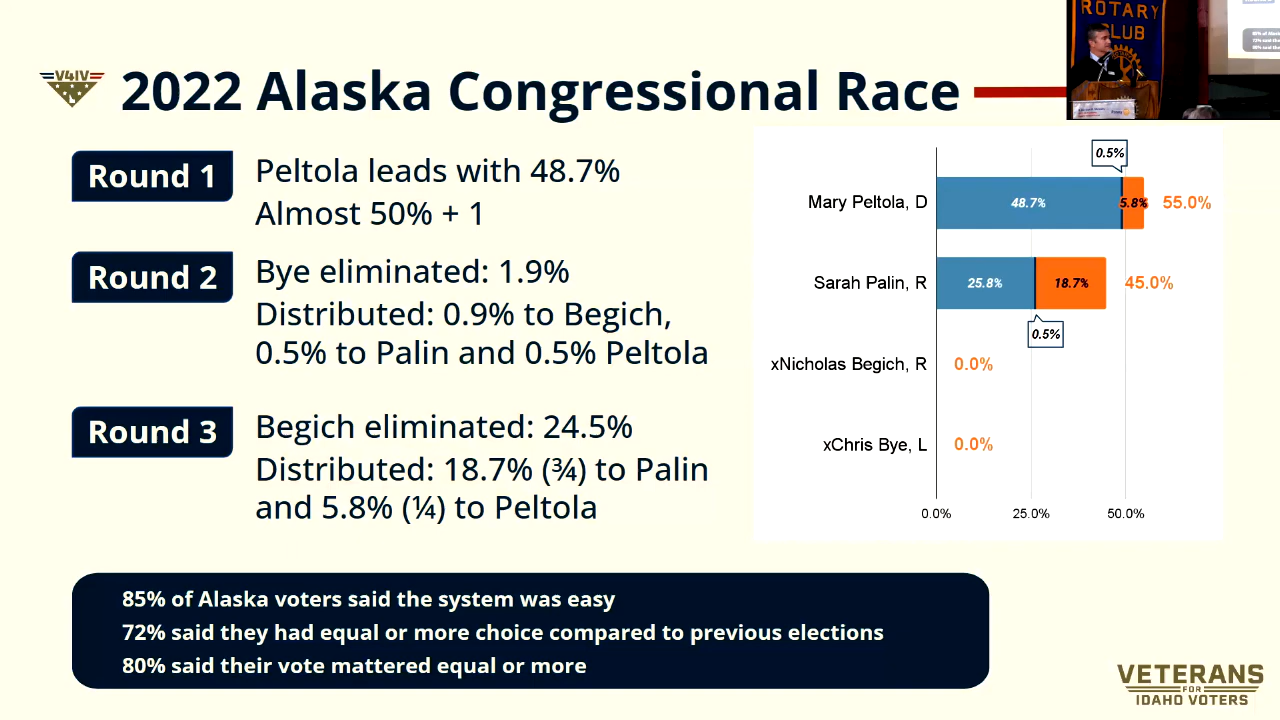 V4IV
2022 Alaska Congressional Race
ROTARY
CLUB
Round 1
Peltola leads with 48.7%
Almost 50% + 1
Round 2
Bye eliminated: 1.9%
Distributed: 0.9% to Begich,
0.5% to Palin and 0.5% Peltola
Round 3
Begich eliminated: 24.5%
Distributed: 18.7% (¾) to Palin
and 5.8% (¼) to Peltola
0.5%
Mary Peltola, D 48.7% 5.8% 55.0%
Sarah Palin, R 25.8% 18.7% 45.0%
0.5%
xNicholas Begich, R 0.0%
xChris Bye, L 0.0%
0.0% 25.0% 50.0%
85% of Alaska voters said the system was easy
72% said they had equal or more choice compared to previous elections
80% said their vote mattered equal or more
VETERANS
FOR
IDAHO VOTERS